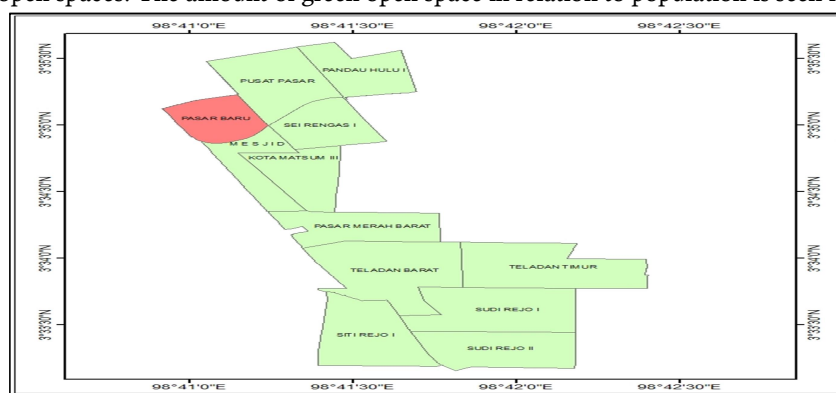 open spaces. The amount of green open space in relation to population is seen
98°41'0"E 98°41'30"E 98°42'0"E 98°42'30"E
3°35'30"N
3°35'0"N
3°34'30"N
3°34'0"N
3°33'30"N
PANDAU HULU I
PUSAT PASAR
PASAR BARU
SEI RENGAS I
MESJID
KOTA MATSUM III
PASAR MERAH BARAT
TELADAN BARAT
TELADAN TIMUR
SUDI REJO I
SITI REJO I
SUDI REJO II
3°35'30"N
3°35'0"N
3°34'30"N
3°34'0"N
3°33'30"N
98°41'0"E 98°41'30"E 98°42'0"E 98°42'30"E